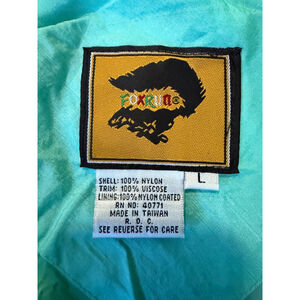 FOXRUN®
L
SHELL: 100% NYLON
TRIM: 100% VISCOSE
LINING: 100% NYLON COATED
RN NO: 40771
MADE IN TAIWAN
R. O. C.
SEE REVERSE FOR CARE